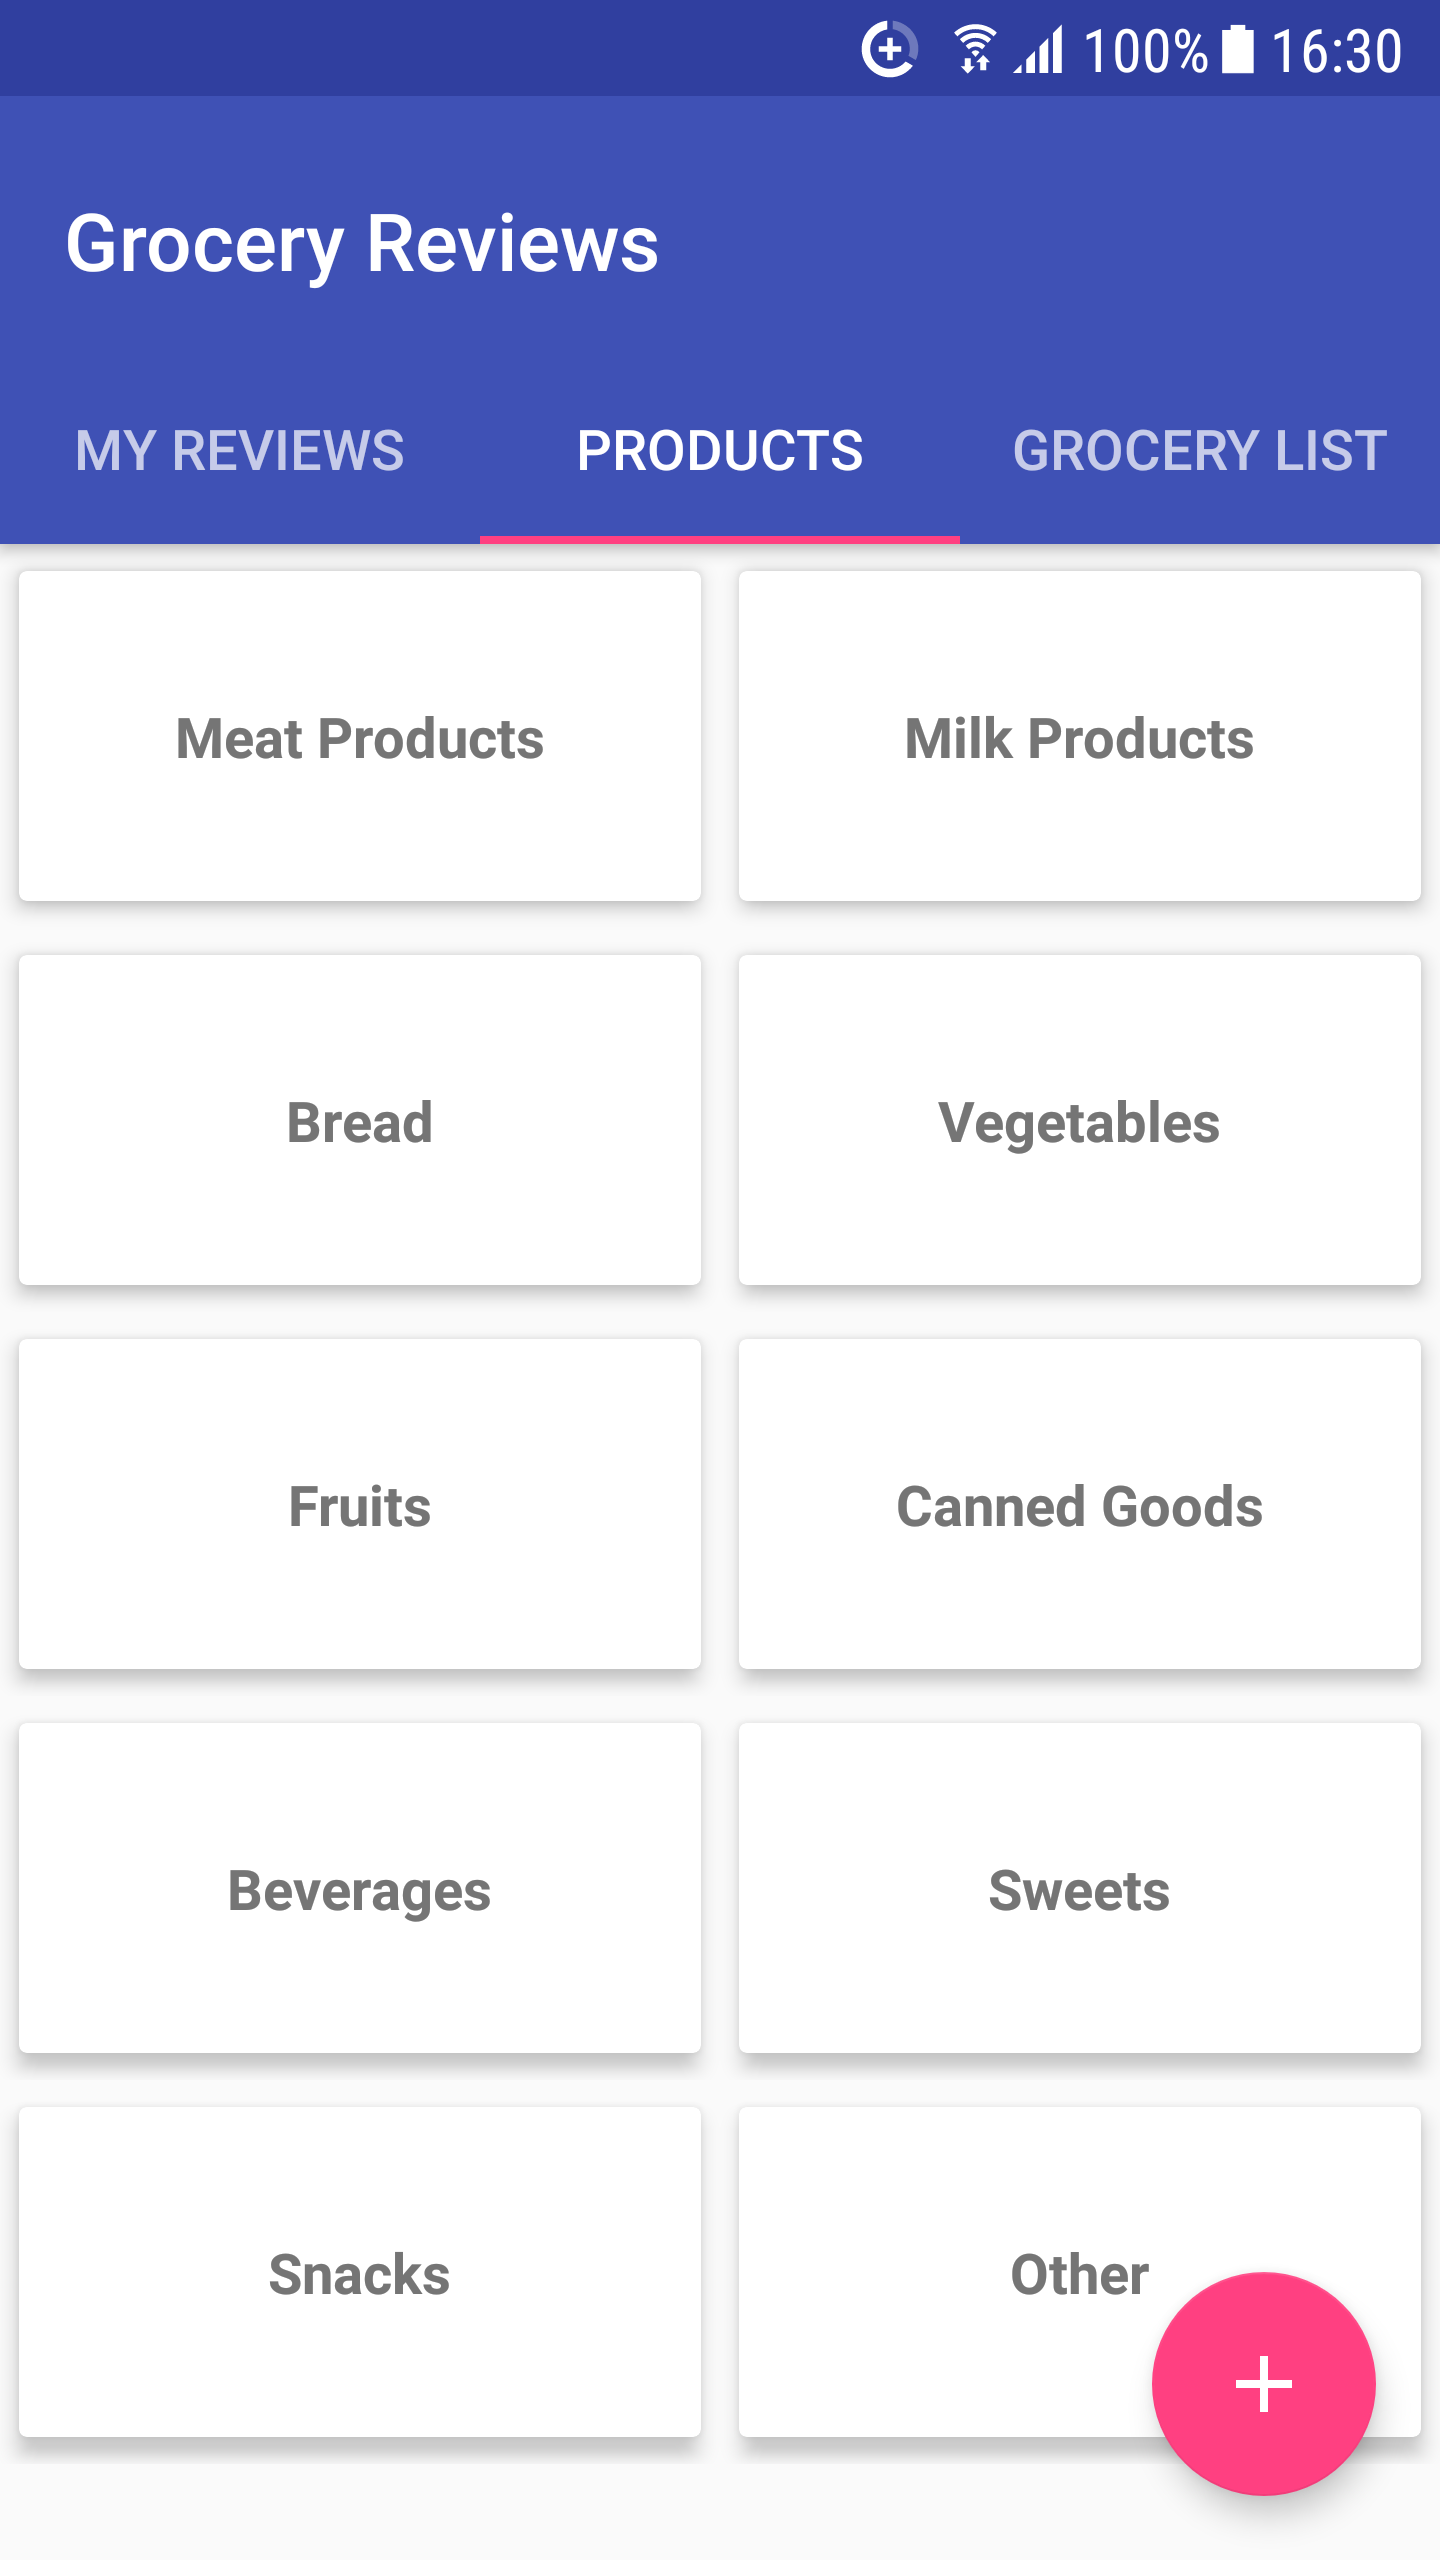 100% 16:30
Grocery Reviews
MY REVIEWS PRODUCTS GROCERY LIST
Meat Products Milk Products
Bread Vegetables
Fruits Canned Goods
Beverages Sweets
Snacks Other